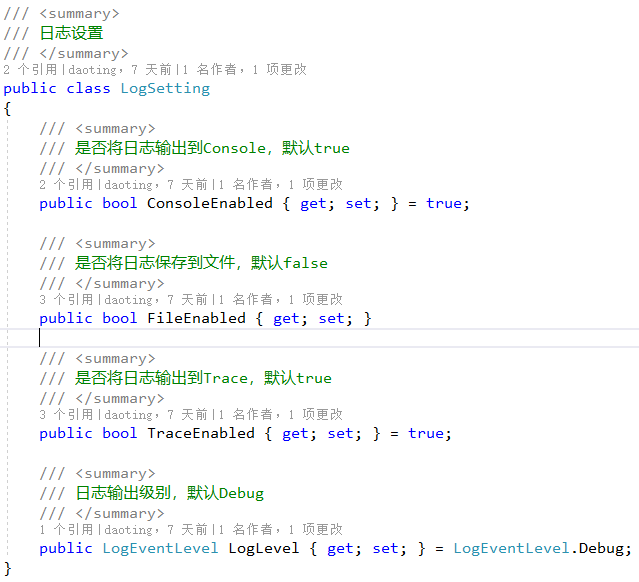 /// <summary>
/// 日志设置
/// </summary>
2 个引用|daoting，7 天前|1 名作者，1 项更改
public class LogSetting
{
/// <summary>
/// 是否将日志输出到Console，默认true
/// </summary>
2 个引用|daoting，7 天前|1 名作者，1 项更改
public bool ConsoleEnabled { get; set; } = true;
/// <summary>
/// 是否将日志保存到文件，默认false
/// </summary>
3 个引用|daoting，7 天前|1 名作者，1 项更改
public bool FileEnabled { get; set; }
/// <summary>
/// 是否将日志输出到Trace，默认true
/// </summary>
3 个引用|daoting，7 天前|1 名作者，1 项更改
public bool TraceEnabled { get; set; } = true;
/// <summary>
/// 日志输出级别，默认Debug
/// </summary>
1 个引用|daoting，7 天前|1 名作者，1 项更改
public LogEventLevel LogLevel { get; set; } = LogEventLevel.Debug;
}